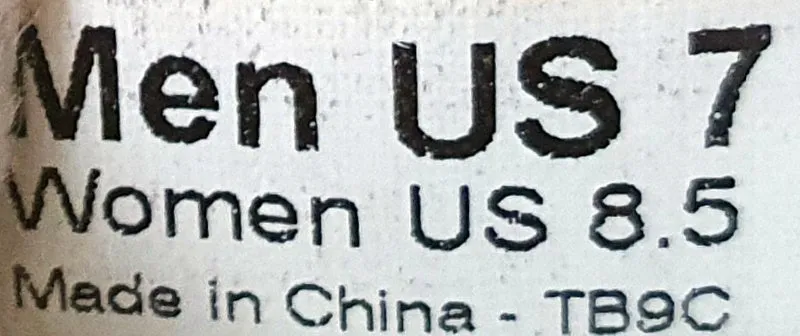 Men US 7
Women US 8.5
Made in China - TB9C